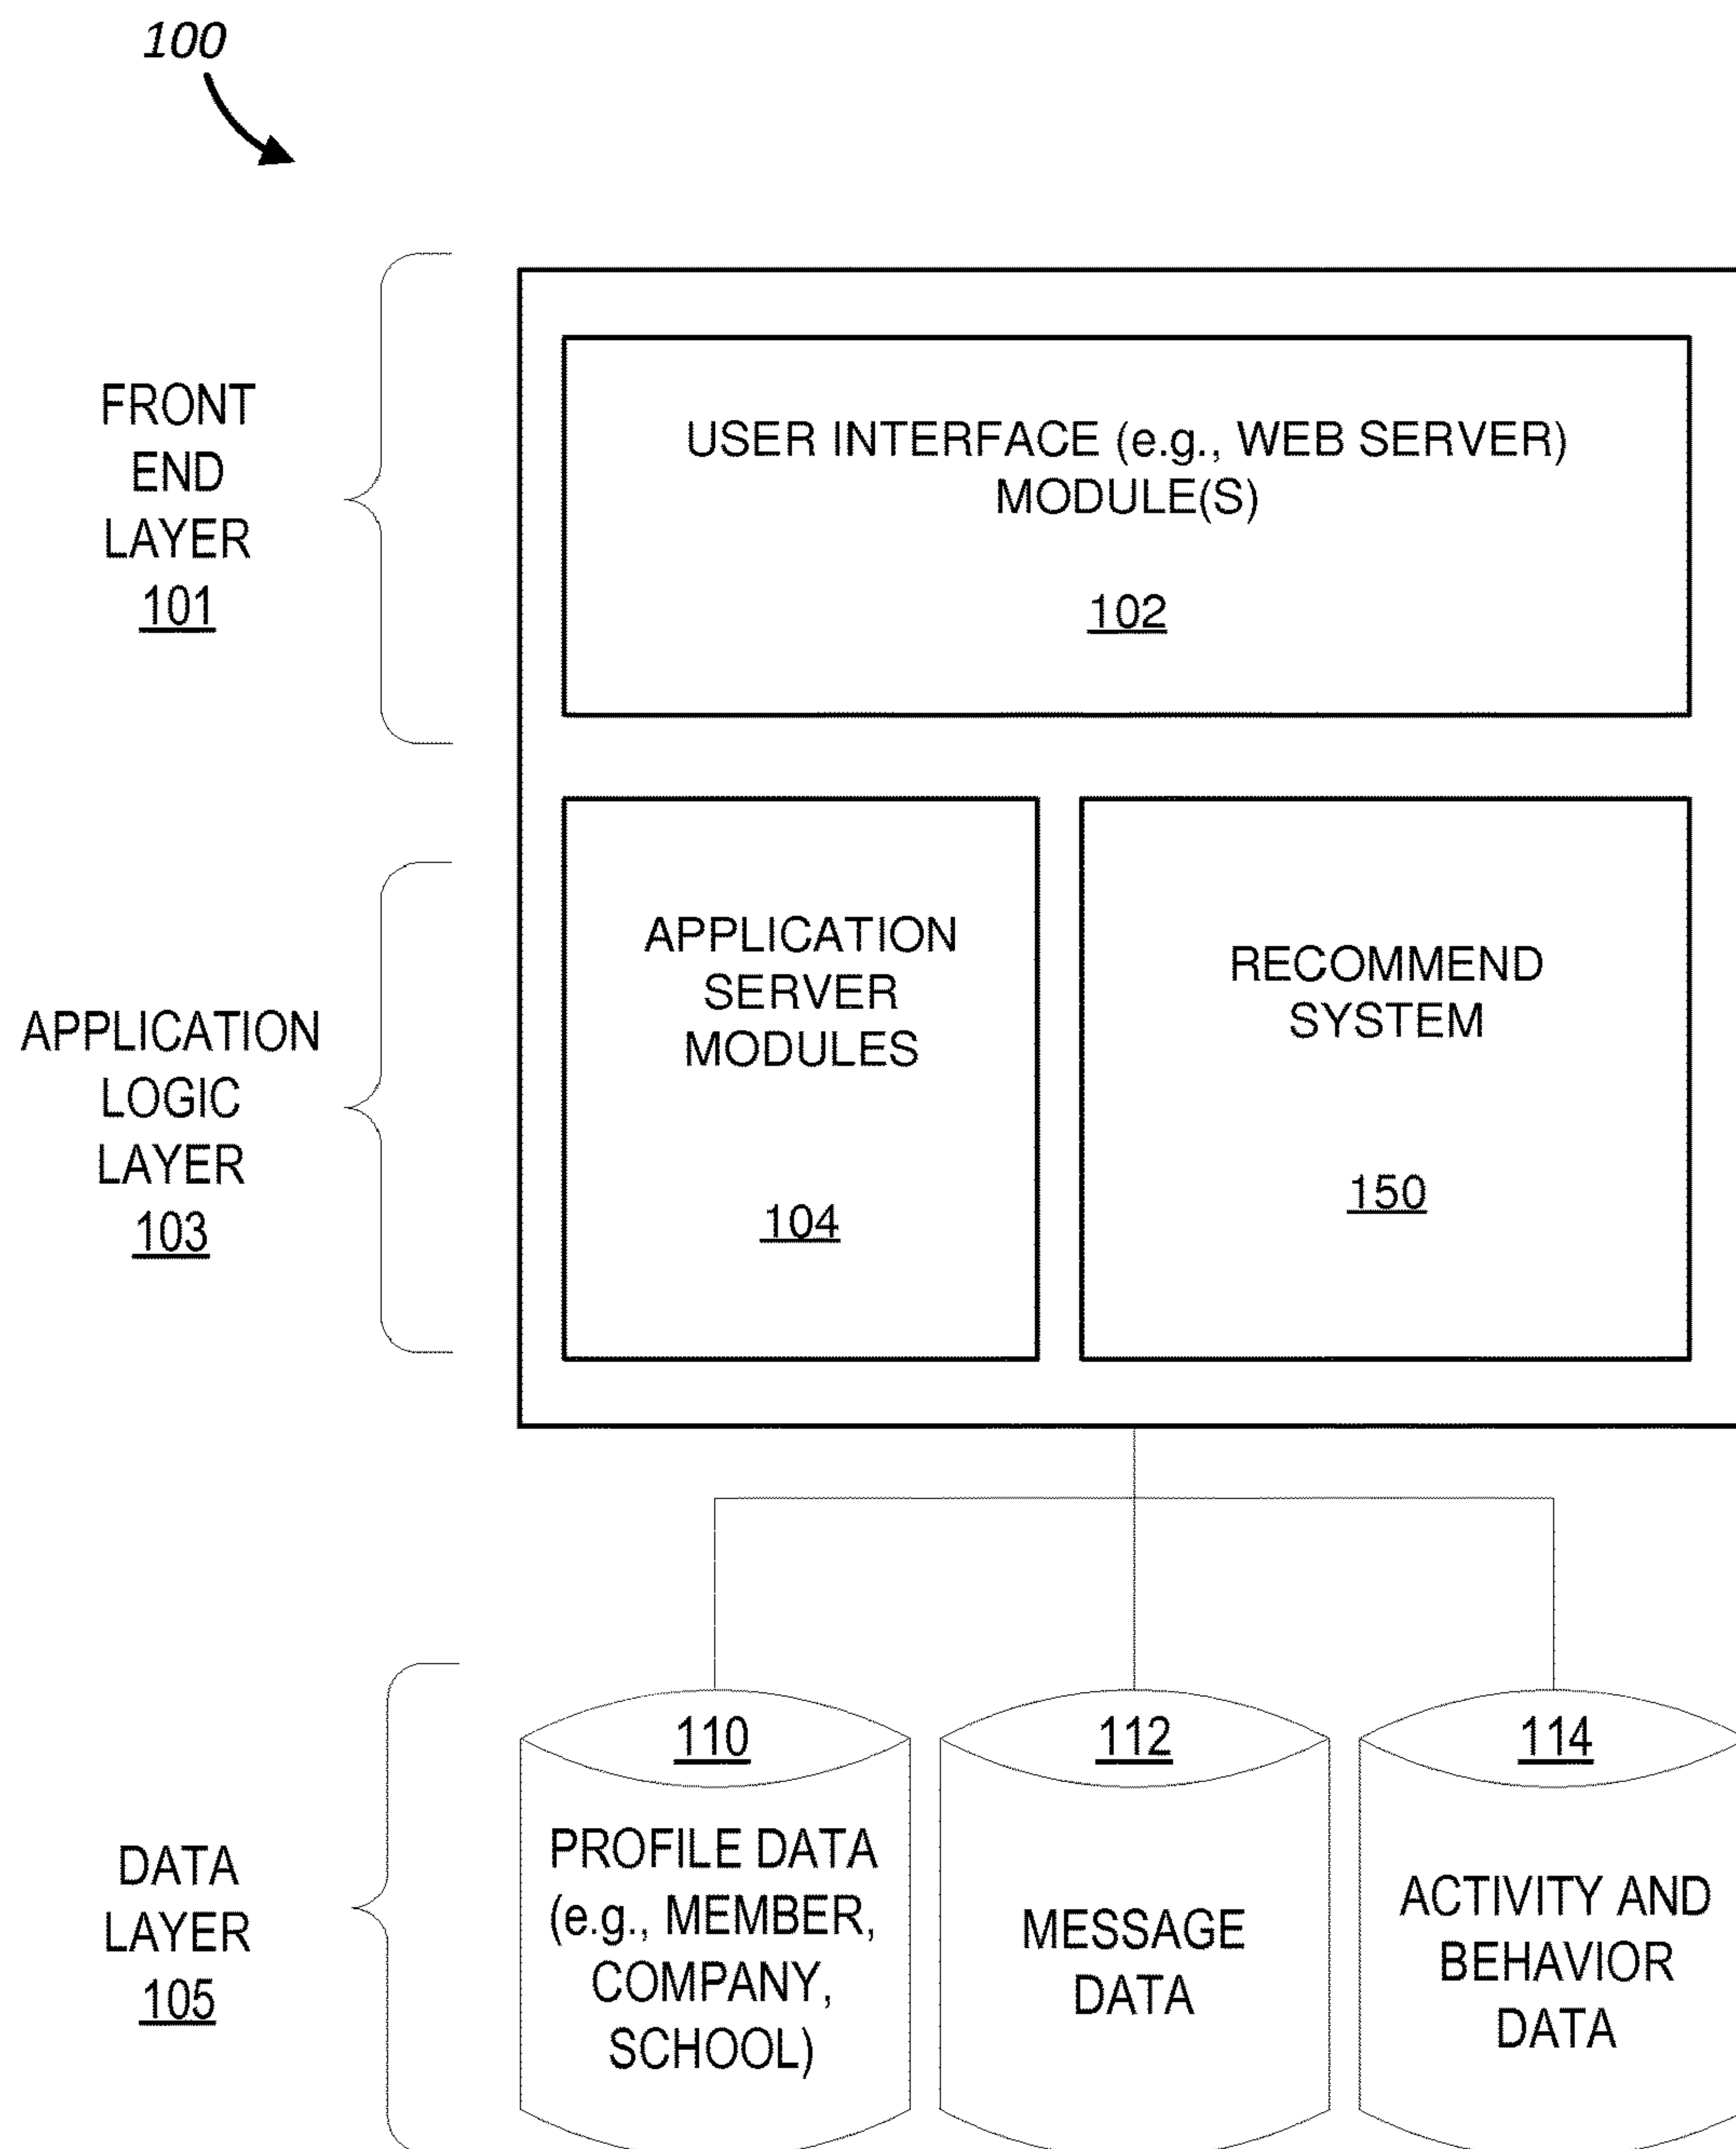 100
FRONT
END
LAYER
101
USER INTERFACE (e.g., WEB SERVER)
MODULE(S)
102
APPLICATION
LOGIC
LAYER
103
APPLICATION
SERVER
MODULES
104
RECOMMEND
SYSTEM
150
DATA
LAYER
105
110
PROFILE DATA
(e.g., MEMBER,
COMPANY,
SCHOOL)
112
MESSAGE
DATA
114
ACTIVITY AND
BEHAVIOR
DATA